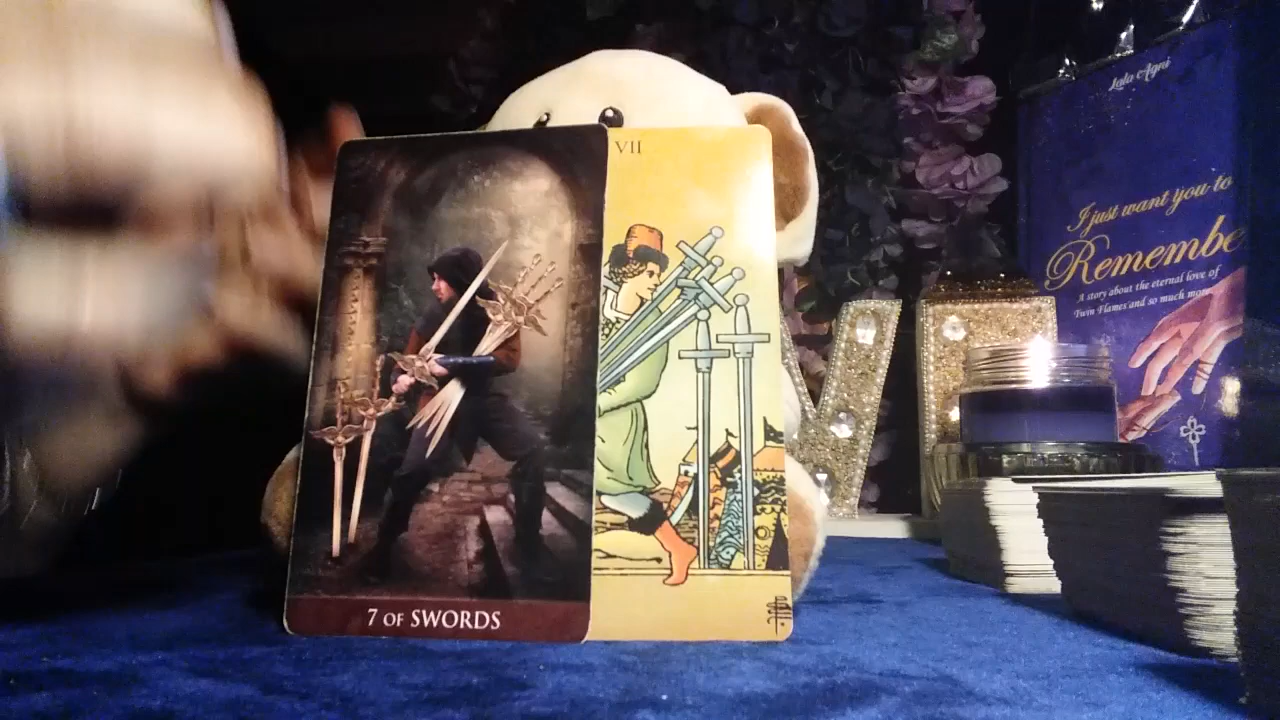 7 OF SWORDS
VII
Lala Agni
I just want you to
Remembe
A story about the eternal love of
Twin Flames and so much more